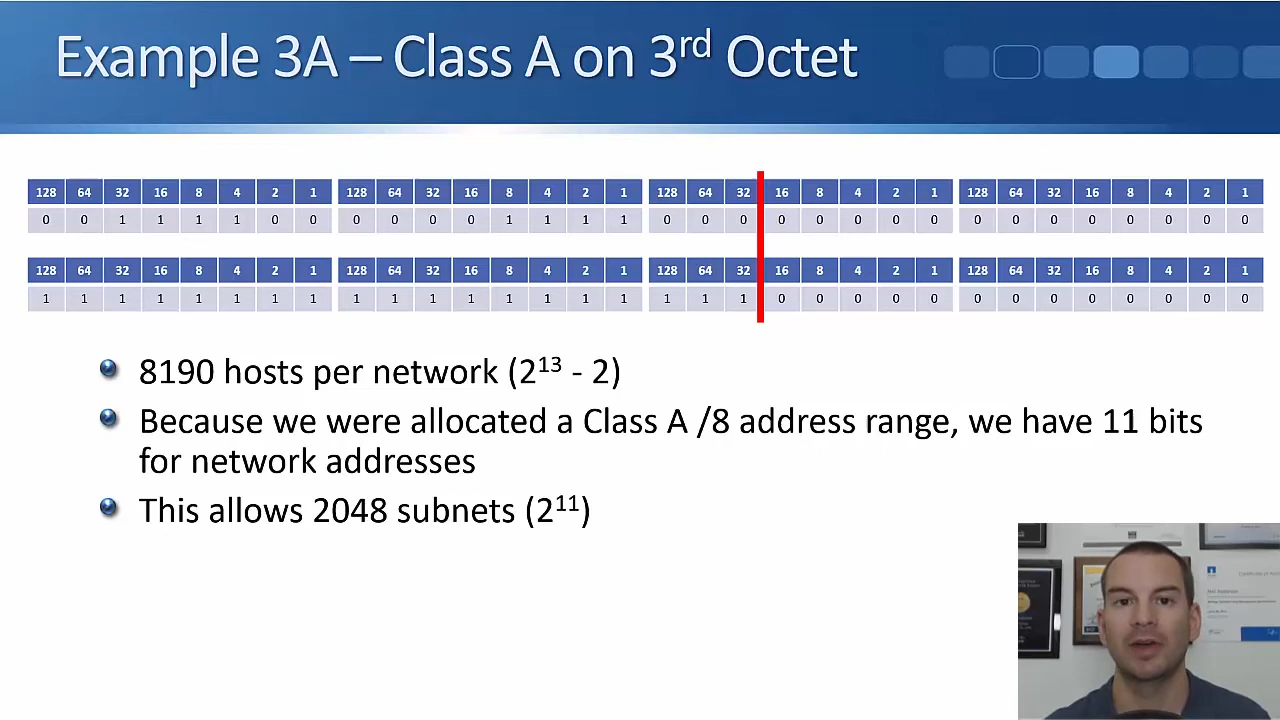 Example 3A – Class A on 3rd Octet
128 64 32 16 8 4 2 1 128 64 32 16 8 4 2 1 128 64 32 16 8 4 2 1 128 64 32 16 8 4 2 1
0 0 1 1 1 1 0 0 0 0 0 0 1 1 1 1 0 0 0 0 0 0 0 0 0 0 0 0 0 0 0 0
128 64 32 16 8 4 2 1 128 64 32 16 8 4 2 1 128 64 32 16 8 4 2 1 128 64 32 16 8 4 2 1
1 1 1 1 1 1 1 1 1 1 1 1 1 1 1 1 1 1 1 0 0 0 0 0 0 0 0 0 0 0 0 0
8190 hosts per network (2¹³ - 2)
Because we were allocated a Class A /8 address range, we have 11 bits
for network addresses
This allows 2048 subnets (2¹¹)